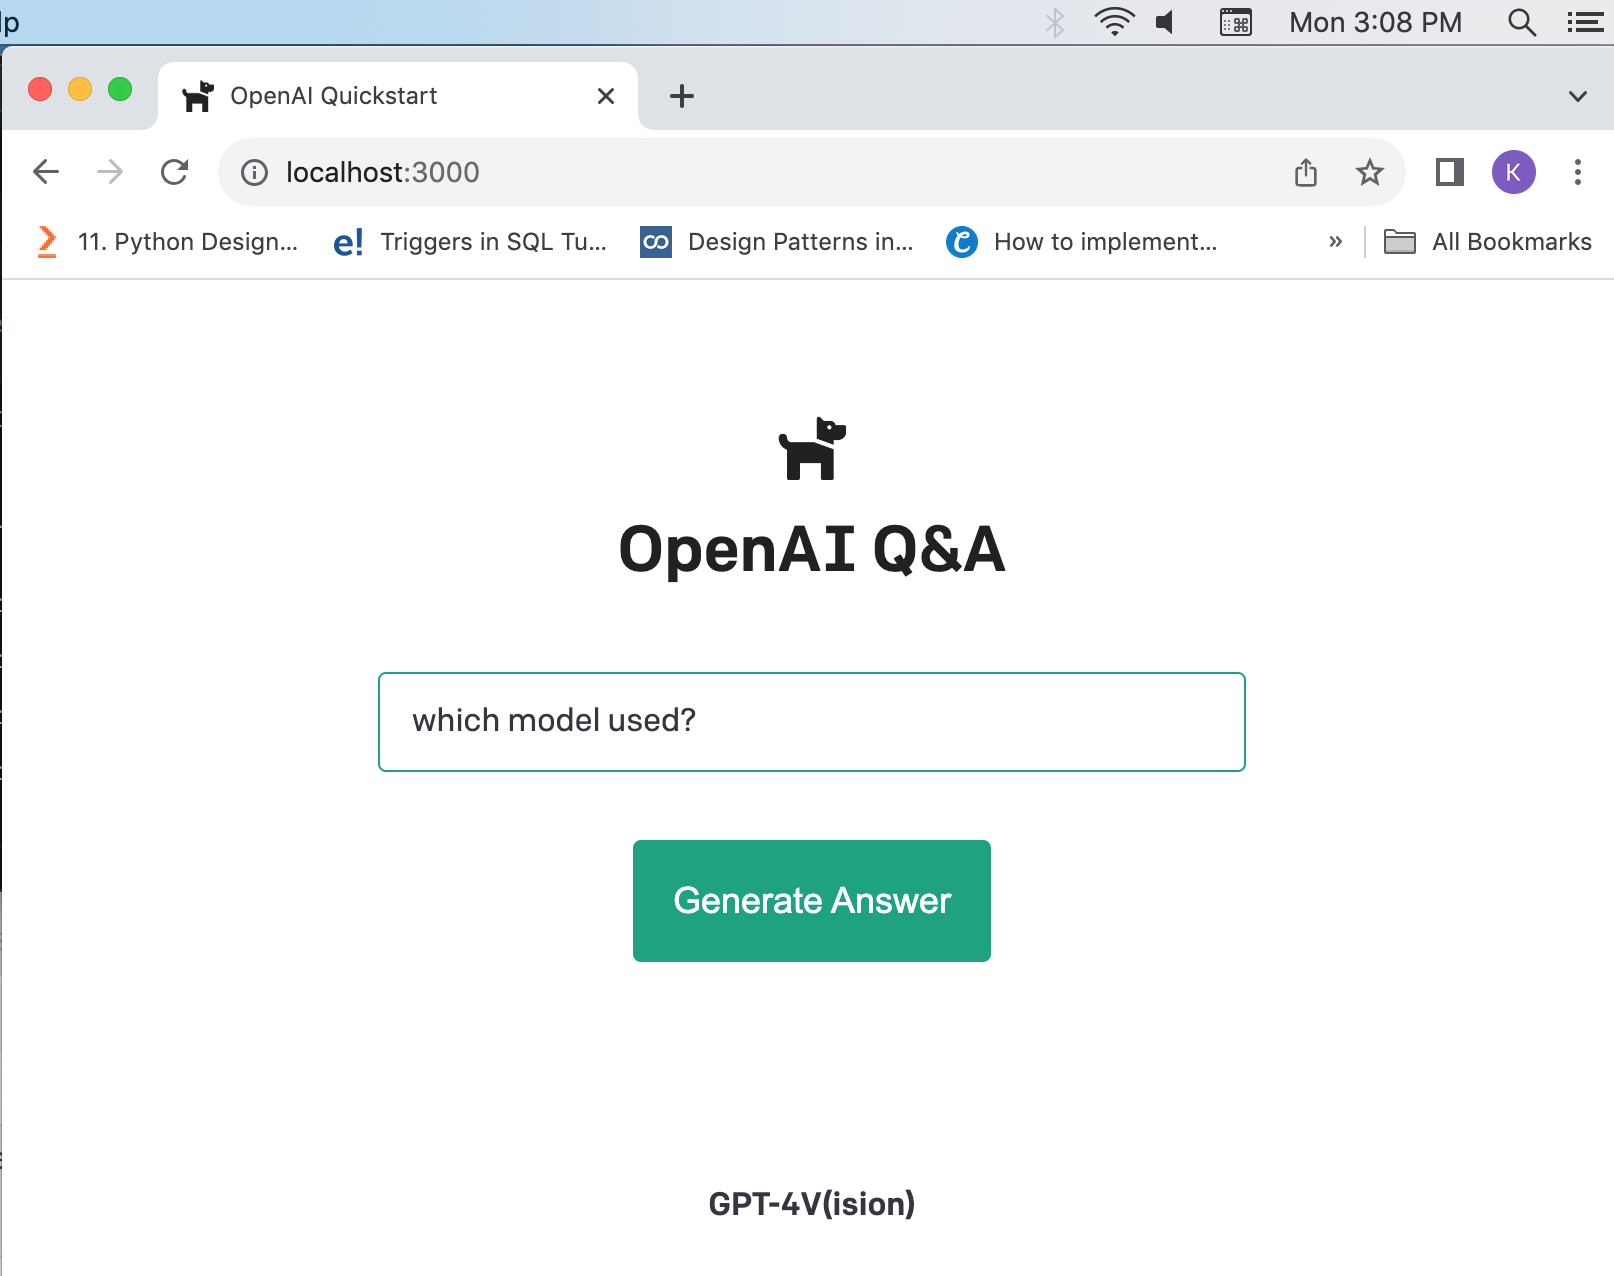 lp
Mon 3:08 PM
OpenAI Quickstart
localhost:3000
K
11. Python Design...
e! Triggers in SQL Tu...
Design Patterns in...
C How to implement...
»
All Bookmarks
OpenAI Q&A
which model used?
Generate Answer
GPT-4V(ision)